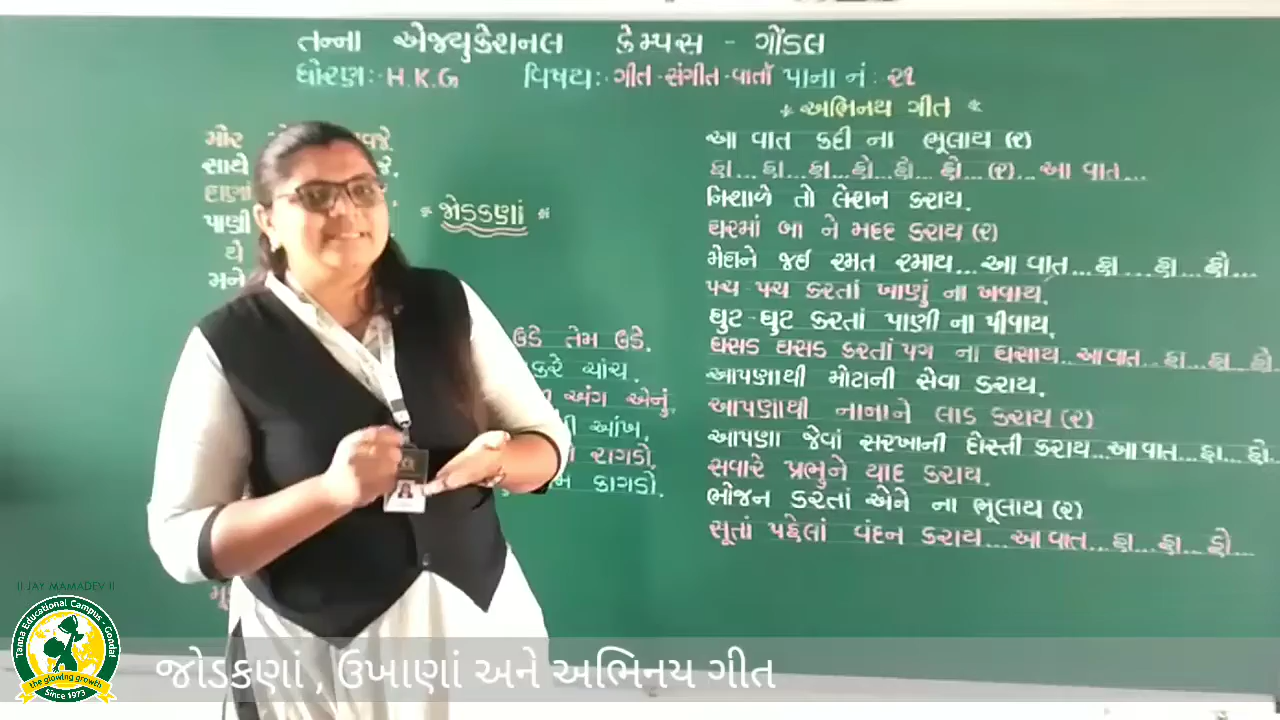 તન્ના એજ્યુકેશનલ કેમ્પસ - ગોંડલ
ધોરણ:- H.K.G વિષય:- ગીત-સંગીત-વાર્તા પાના નં : ૨૧
* અભિનય ગીત *
મોર
સાથે
પાણી
થે
મને
* જોડકણાં *
ઉડે તેમ ઉડે.
કરે ચાંચ.
અંગ એનું.
આંખ.
રાગડો.
કાગડો.
આ વાત કદી ના ભૂલાય (૨)
હા... હા... હા... હો... હો... હો... (૨)... આ વાત...
નિશાળે તો લેશન કરાય.
ઘરમાં બા ને મદદ કરાય (૨)
મેદાને જઈ રમત રમાય... આ વાત... હા... હા... હો...
પચ પચ કરતાં ખાણું ના ખવાય.
ઘુટ-ઘુટ કરતાં પાણી ના પીવાય.
ઘસડ ઘસડ કરતાં પગ ના ઘસાય.. આ વાત... હા... હા... હો
આપણાથી મોટાની સેવા કરાય.
આપણાથી નાનાને લાડ કરાય (૨)
આપણા જેવાં સરખાની દોસ્તી કરાય... આ વાત... હા... હો..
સવારે પ્રભુને યાદ કરાય.
ભોજન કરતાં એને ના ભૂલાય (૨)
સૂતાં પહેલાં વંદન કરાય... આ વાત... હા... હા... હો...
|| JAY MAMADEV ||
Tanna Educational Campus - Gondal
the glowing growth
Since 1973
જોડકણાં , ઉખાણાં અને અભિનય ગીત